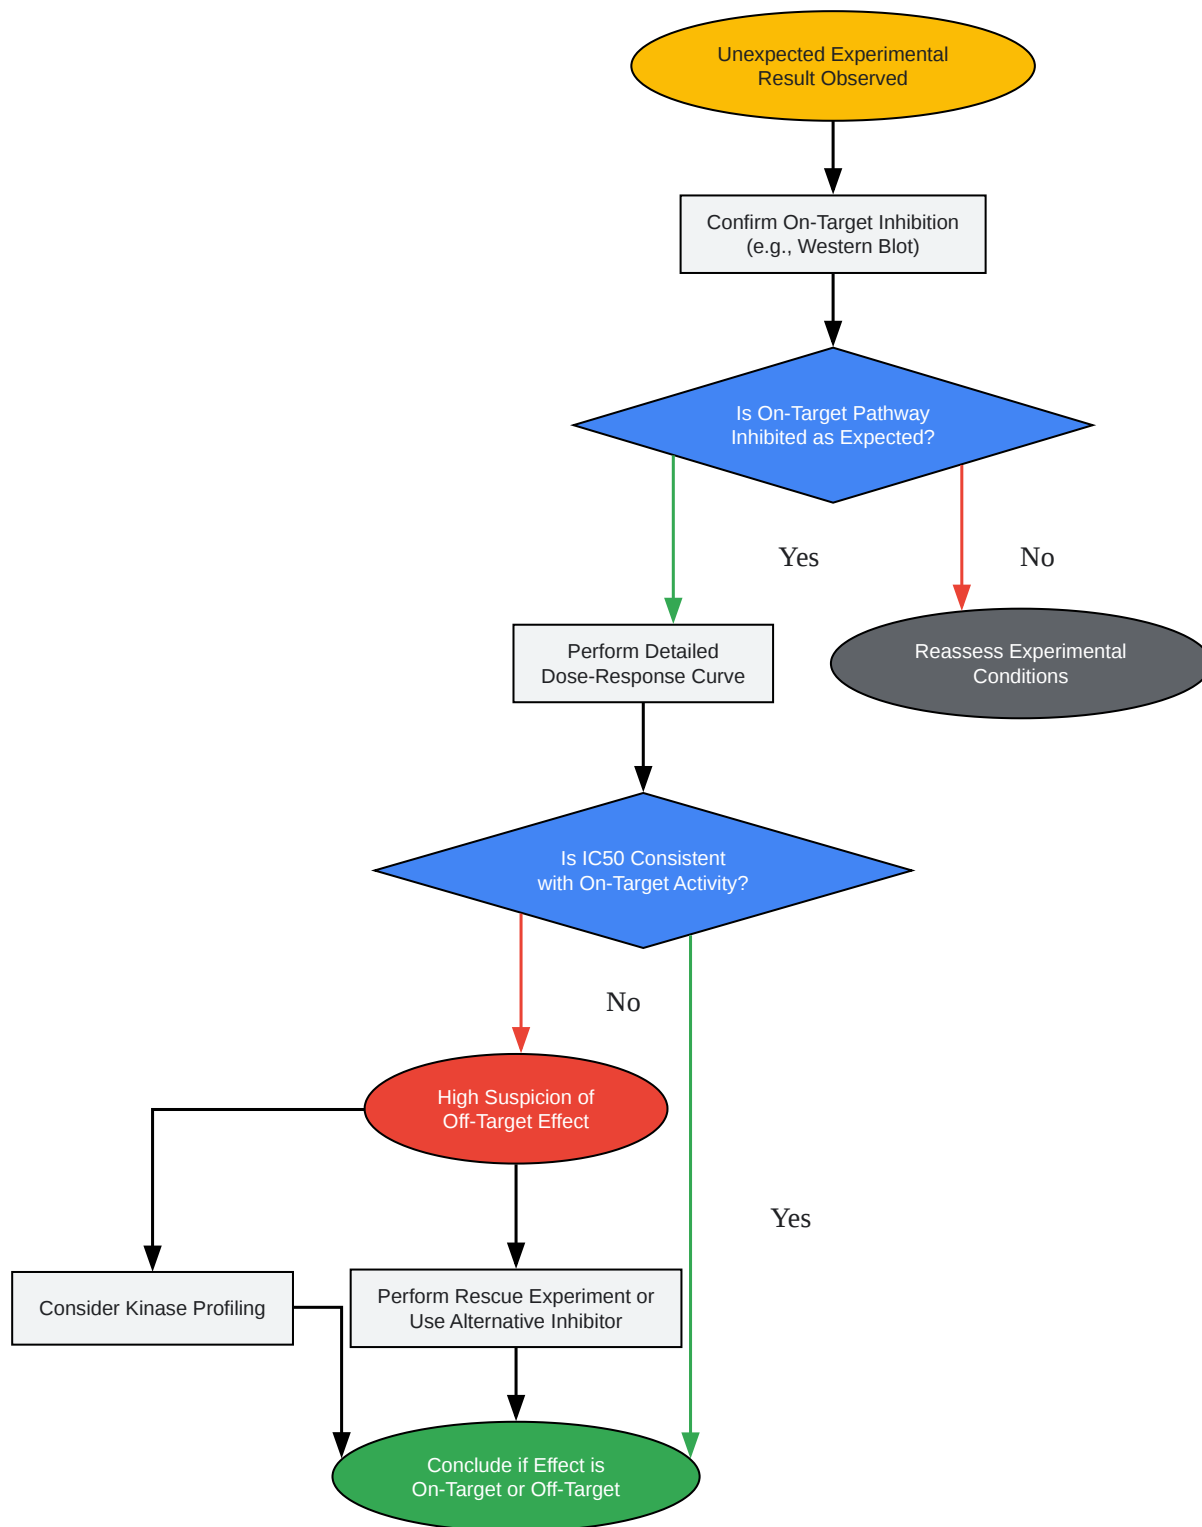 Unexpected Experimental
Result Observed
Confirm On-Target Inhibition
(e.g., Western Blot)
Is On-Target Pathway
Inhibited as Expected?
Yes
No
Perform Detailed
Dose-Response Curve
Reassess Experimental
Conditions
Is IC50 Consistent
with On-Target Activity?
No
High Suspicion of
Off-Target Effect
Yes
Consider Kinase Profiling
Perform Rescue Experiment or
Use Alternative Inhibitor
Conclude if Effect is
On-Target or Off-Target